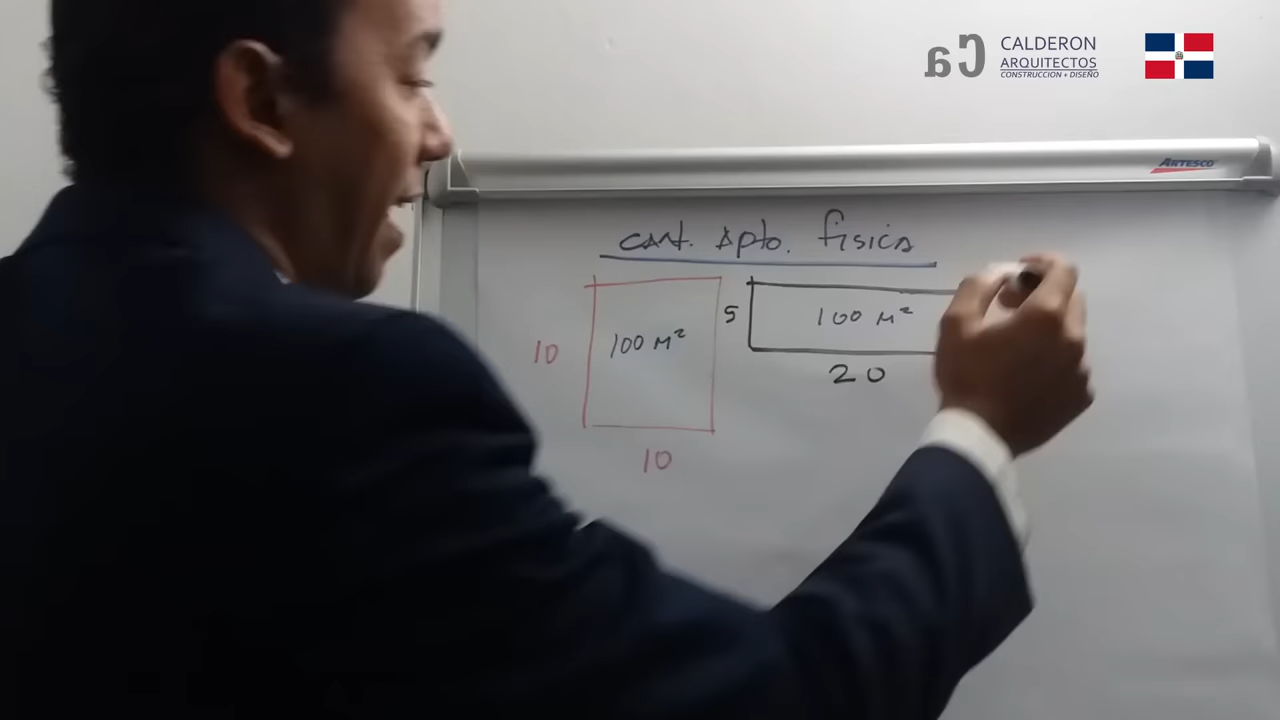 CALDERON
ARQUITECTOS
CONSTRUCCION + DISEÑO
ARTESCO
cant. Apto. fisica
10
100 M²
10
5
100 M²
20